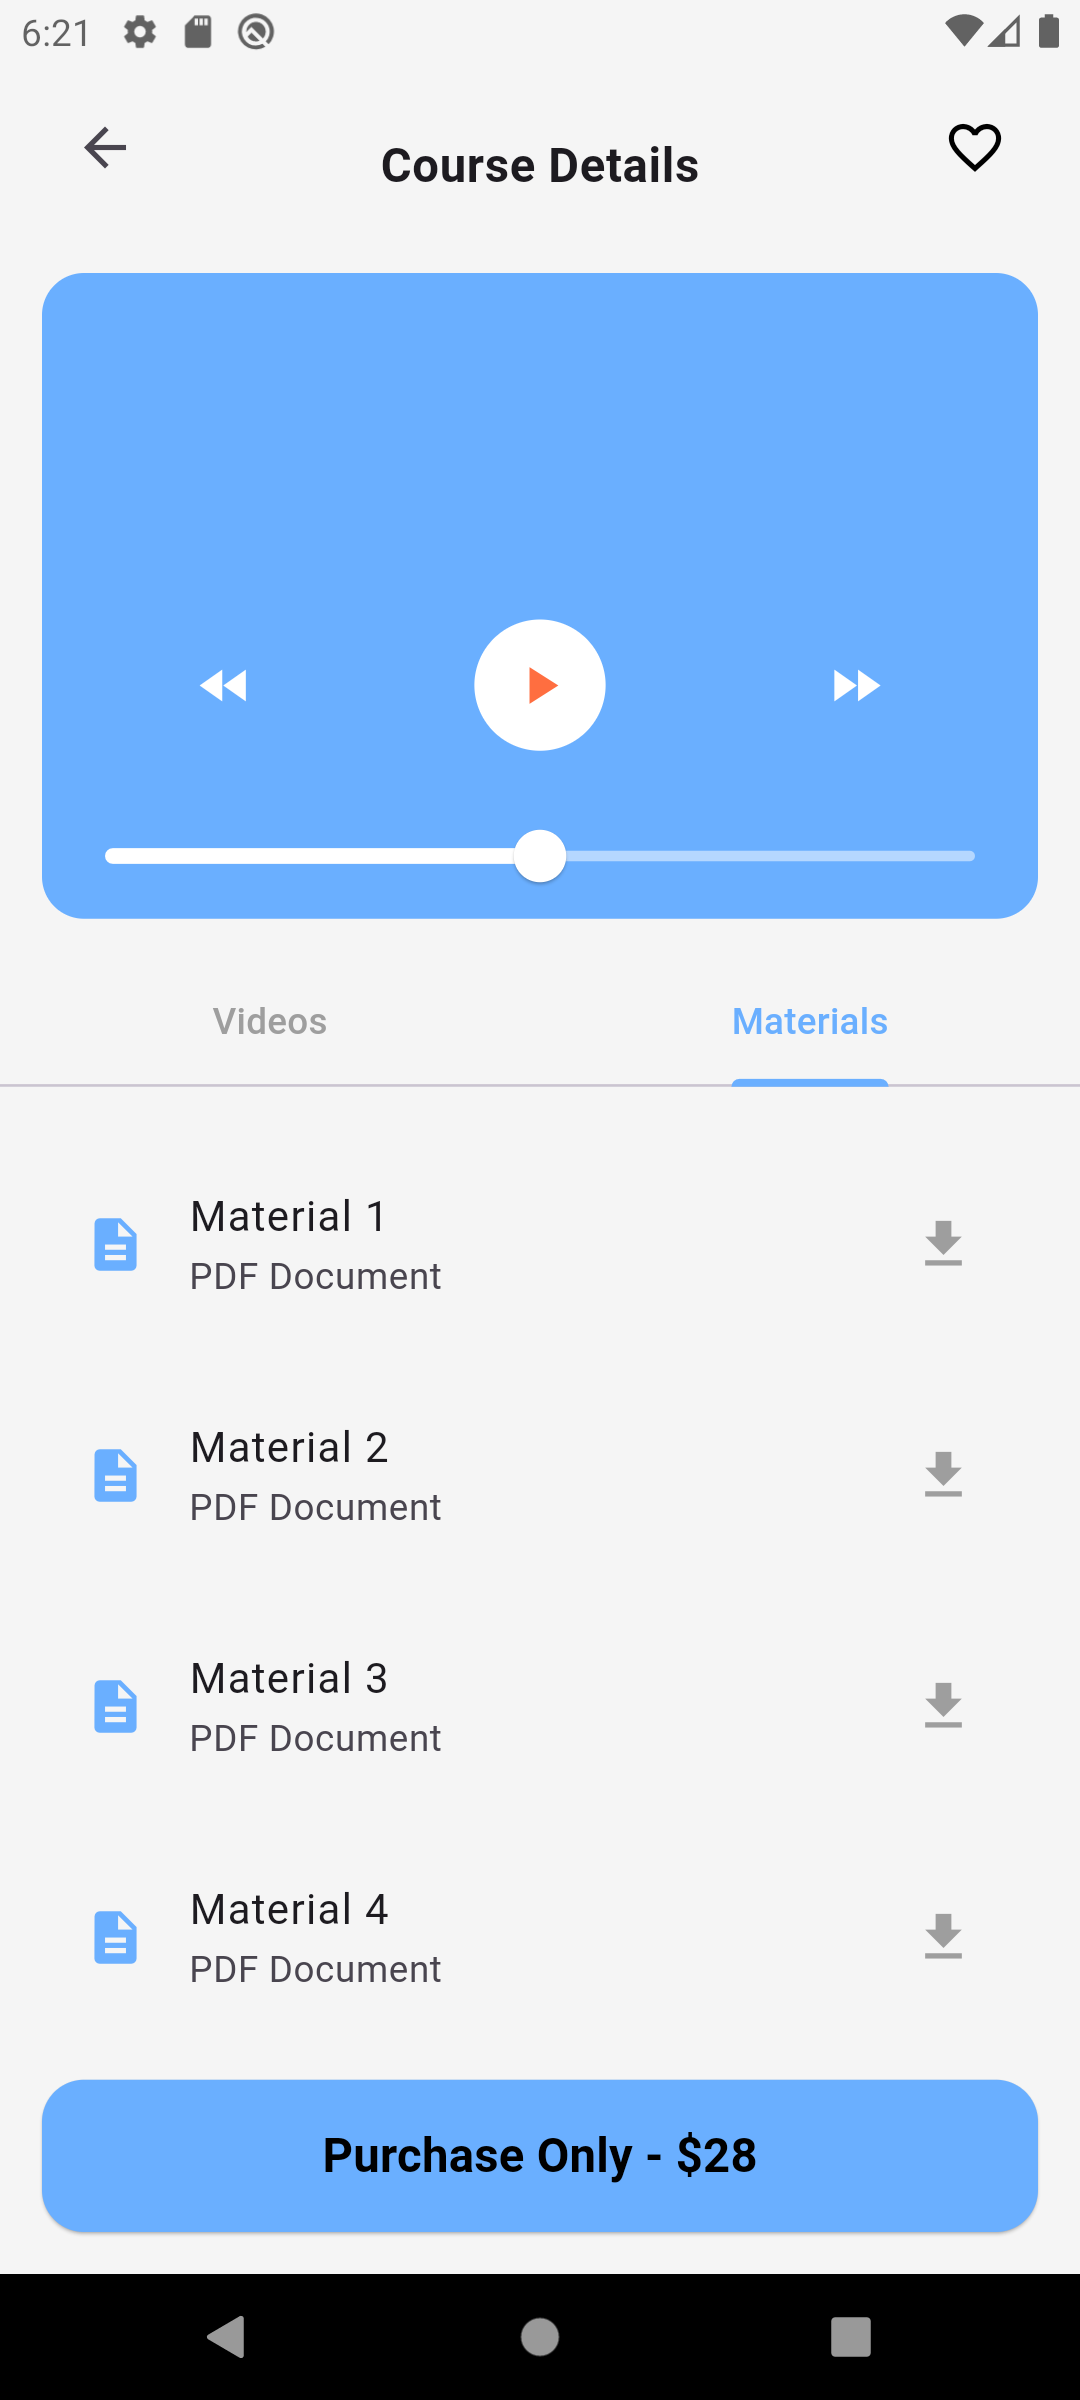 6:21
Course Details
Videos
Materials
Material 1
PDF Document
Material 2
PDF Document
Material 3
PDF Document
Material 4
PDF Document
Purchase Only - $28